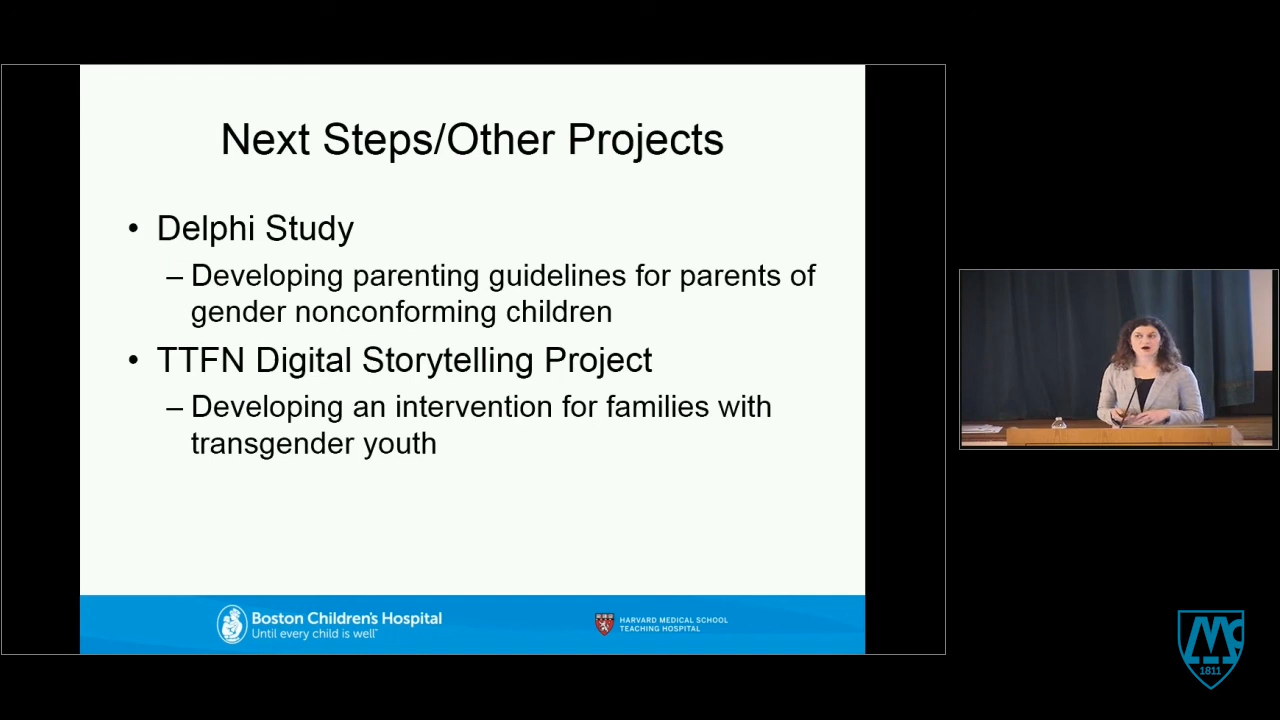 Next Steps/Other Projects
• Delphi Study
– Developing parenting guidelines for parents of
gender nonconforming children
• TTFN Digital Storytelling Project
– Developing an intervention for families with
transgender youth
Boston Children's Hospital
Until every child is well™
HARVARD MEDICAL SCHOOL
TEACHING HOSPITAL
Mc
1811